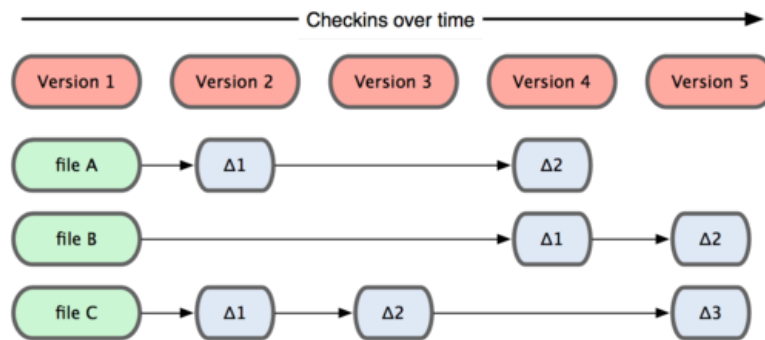 Checkins over time
Version 1 Version 2 Version 3 Version 4 Version 5
file A Δ1 Δ2
file B Δ1 Δ2
file C Δ1 Δ2 Δ3